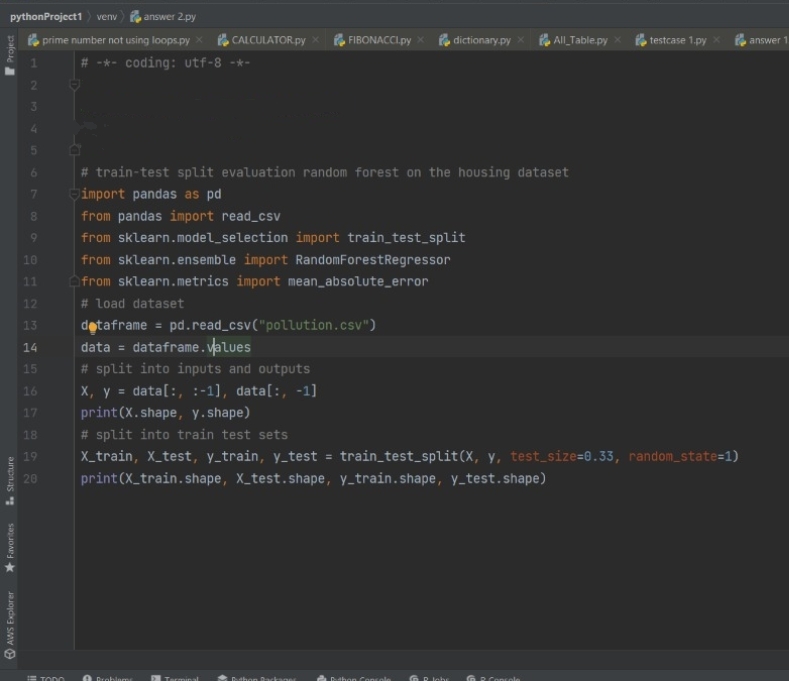 pythonProject1 〉 venv 〉 answer 2.py
prime number not using loops.py × CALCULATOR.py × FIBONACCI.py × dictionary.py × All_Table.py × testcase 1.py × answer 1
Project
1 # -*- coding: utf-8 -*-
2
3
4
5
6 # train-test split evaluation random forest on the housing dataset
7 import pandas as pd
8 from pandas import read_csv
9 from sklearn.model_selection import train_test_split
10 from sklearn.ensemble import RandomForestRegressor
11 from sklearn.metrics import mean_absolute_error
12 # load dataset
13 dataframe = pd.read_csv("pollution.csv")
14 data = dataframe.values
15 # split into inputs and outputs
16 X, y = data[:, :-1], data[:, -1]
17 print(X.shape, y.shape)
18 # split into train test sets
19 X_train, X_test, y_train, y_test = train_test_split(X, y, test_size=0.33, random_state=1)
20 print(X_train.shape, X_test.shape, y_train.shape, y_test.shape)
Structure
Favorites
AWS Explorer
TODO Problems Terminal Python Packages Python Console R Jobs R Console